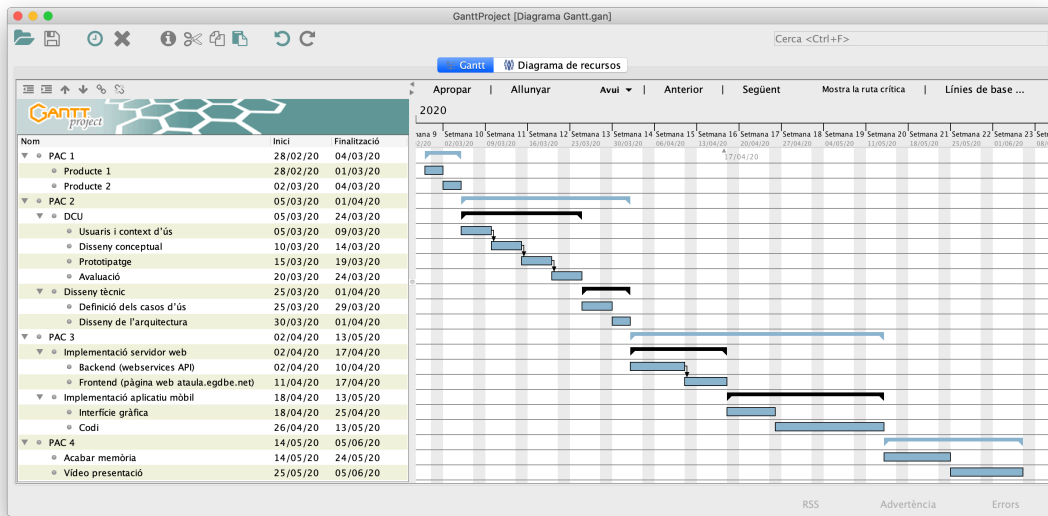 GanttProject [Diagrama Gantt.gan]
Cerca <Ctrl+F>
Gantt Diagrama de recursos
Apropar | Allunyar Avui | Anterior | Següent Mostra la ruta crítica | Línies de base ...
GANTT project
2020
Setmana 10 Setmana 11 Setmana 12 Setmana 13 Setmana 14 Setmana 15 Setmana 16 Setmana 17 Setmana 18 Setmana 19 Setmana 20 Setmana 21 Setmana 22 Setmana 23
02/03/20 09/03/20 16/03/20 23/03/20 30/03/20 06/04/20 13/04/20 20/04/20 27/04/20 04/05/20 11/05/20 18/05/20 25/05/20 01/06/20
17/04/20
Nom Inici Finalització
PAC 1 28/02/20 04/03/20
Producte 1 28/02/20 01/03/20
Producte 2 02/03/20 04/03/20
PAC 2 05/03/20 01/04/20
DCU 05/03/20 24/03/20
Usuaris i context d'ús 05/03/20 09/03/20
Disseny conceptual 10/03/20 14/03/20
Prototipatge 15/03/20 19/03/20
Avaluació 20/03/20 24/03/20
Disseny tècnic 25/03/20 01/04/20
Definició dels casos d'ús 25/03/20 29/03/20
Disseny de l'arquitectura 30/03/20 01/04/20
PAC 3 02/04/20 13/05/20
Implementació servidor web 02/04/20 17/04/20
Backend (webservices API) 02/04/20 10/04/20
Frontend (pàgina web ataula.egdbe.net) 11/04/20 17/04/20
Implementació aplicatiu mòbil 18/04/20 13/05/20
Interfície gràfica 18/04/20 25/04/20
Codi 26/04/20 13/05/20
PAC 4 14/05/20 05/06/20
Acabar memòria 14/05/20 24/05/20
Vídeo presentació 25/05/20 05/06/20
RSS Advertència Errors